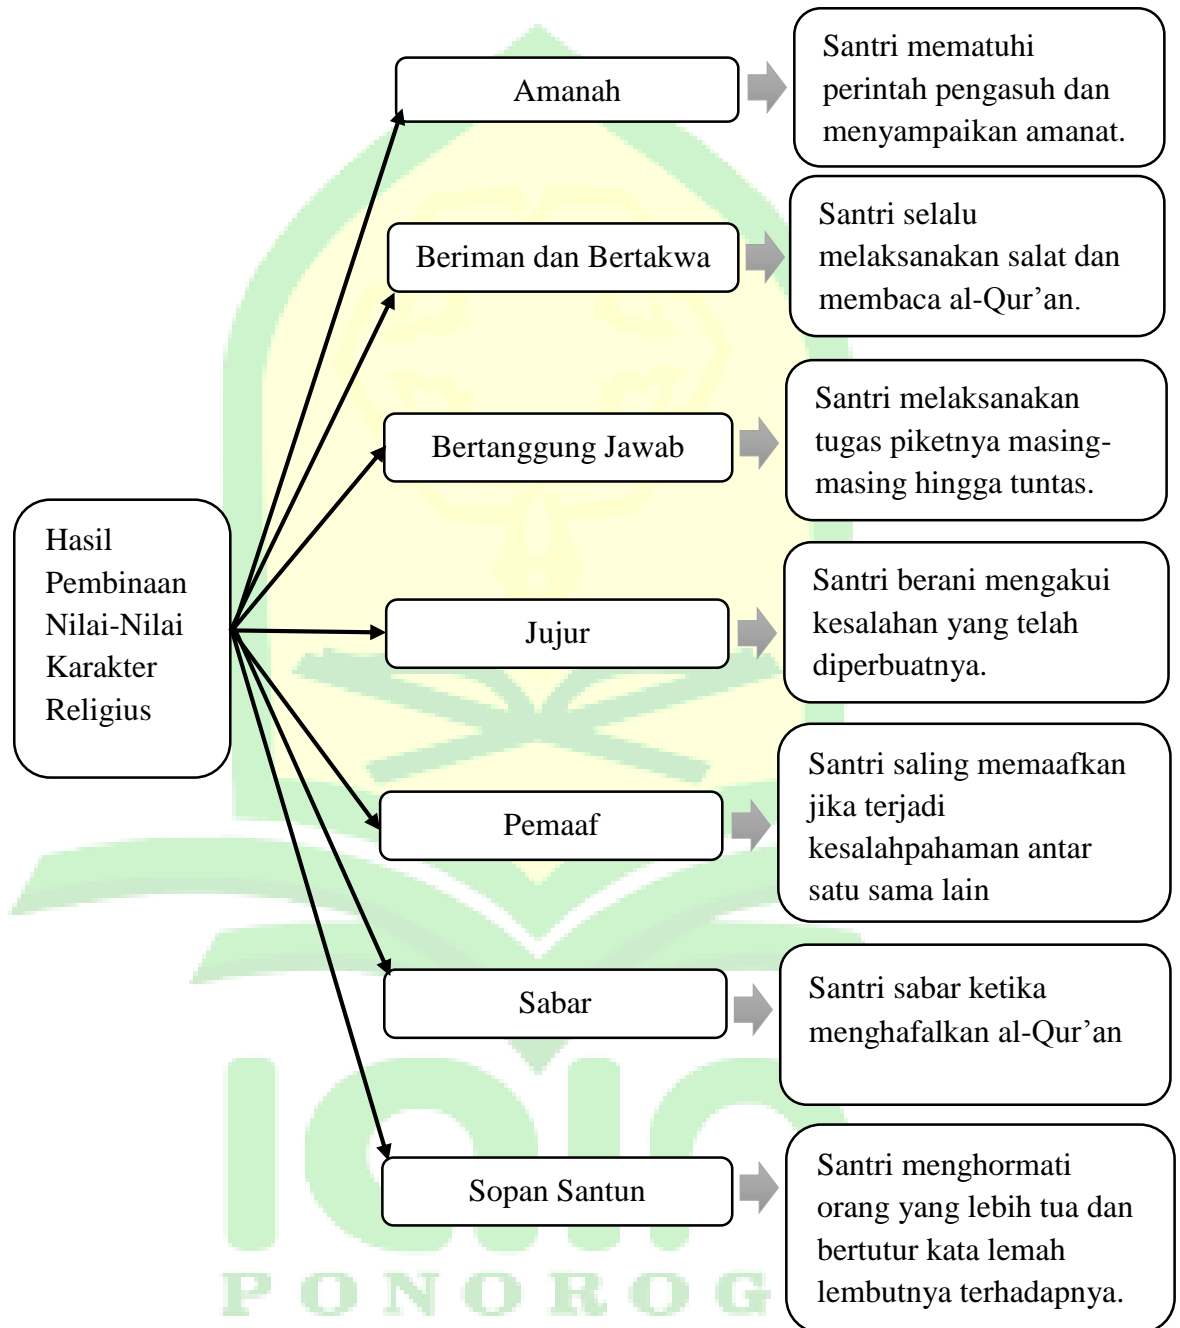 Hasil
Pembinaan
Nilai-Nilai
Karakter
Religius
Amanah
Santri mematuhi
perintah pengasuh dan
menyampaikan amanat.
Beriman dan Bertakwa
Santri selalu
melaksanakan salat dan
membaca al-Qur’an.
Bertanggung Jawab
Santri melaksanakan
tugas piketnya masing-
masing hingga tuntas.
Jujur
Santri berani mengakui
kesalahan yang telah
diperbuatnya.
Pemaaf
Santri saling memaafkan
jika terjadi
kesalahpahaman antar
satu sama lain
Sabar
Santri sabar ketika
menghafalkan al-Qur’an
Sopan Santun
Santri menghormati
orang yang lebih tua dan
bertutur kata lemah
lembutnya terhadapnya.
IAIN
PONOROG